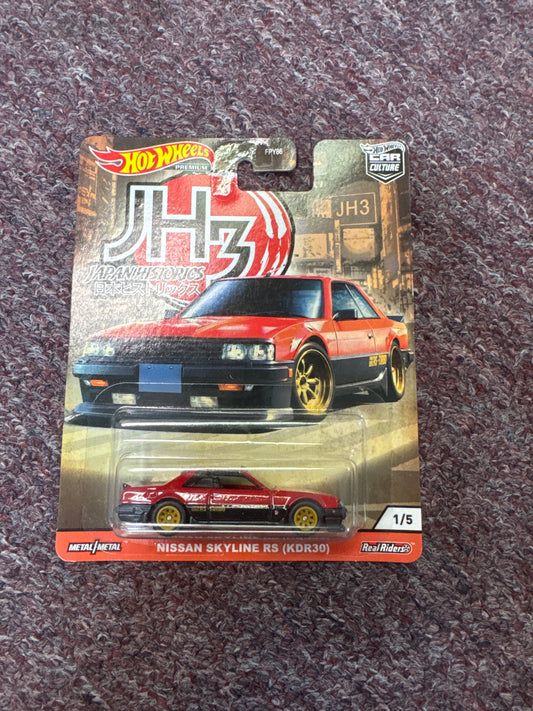 HOT WHEELS
PREMIUM
FPY86
Hot Wheels
CAR
CULTURE
JH3
JH3
JAPAN HISTORICS
日本ヒストリックス
1/5
METAL/METAL
NISSAN SKYLINE RS (KDR30)
Real Riders